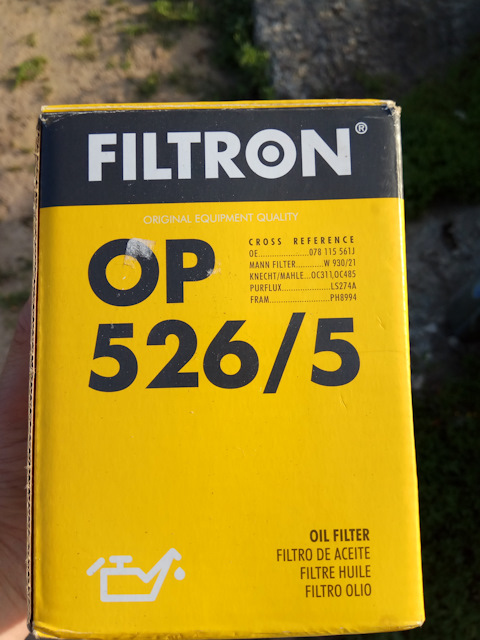 FILTRON®
ORIGINAL EQUIPMENT QUALITY
OP
526/5
CROSS REFERENCE
OE......................078 115 561J
MANN FILTER...........W 930/21
KNECHT/MAHLE...OC311,OC485
PURFLUX.......................LS274A
FRAM...........................PH8994
OIL FILTER
FILTRO DE ACEITE
FILTRE HUILE
FILTRO OLIO